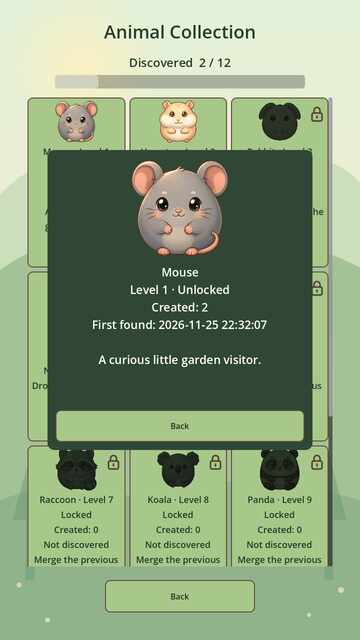 Animal Collection
Discovered 2 / 12
Mouse
Level 1 · Unlocked
Created: 2
First found: 2026-11-25 22:32:07
A curious little garden visitor.
Back
Raccoon · Level 7
Locked
Created: 0
Not discovered
Merge the previous
Koala · Level 8
Locked
Created: 0
Not discovered
Merge the previous
Panda · Level 9
Locked
Created: 0
Not discovered
Merge the previous
Back